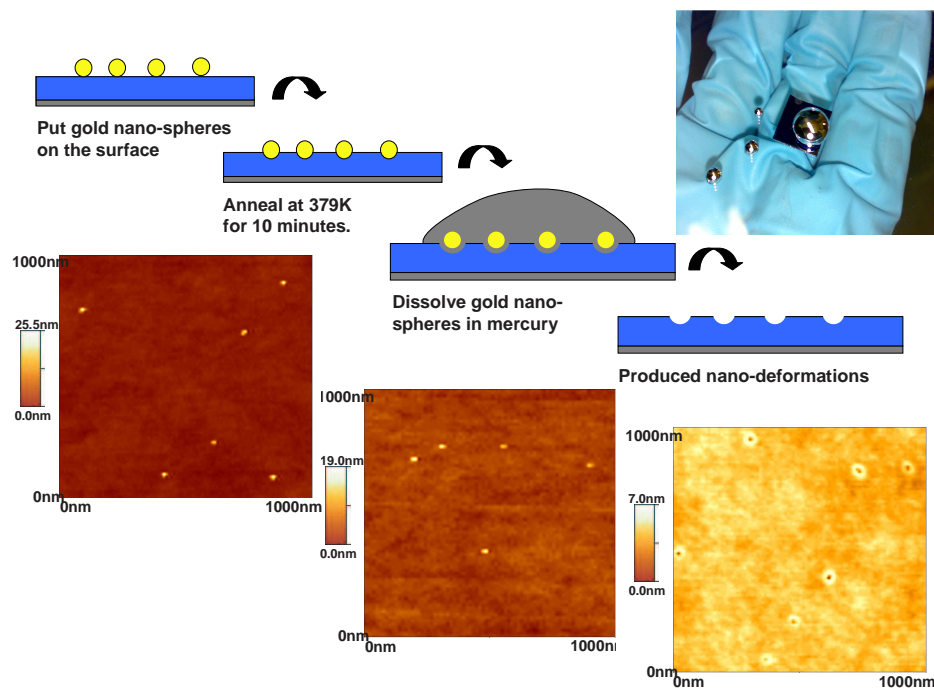 Put gold nano-spheres
on the surface
Anneal at 379K
for 10 minutes.
Dissolve gold nano-
spheres in mercury
Produced nano-deformations
1000nm
25.5nm
0.0nm
0nm
0nm
1000nm
1000nm
19.0nm
0.0nm
0nm
0nm
1000n
1000nm
7.0nm
0.0nm
0nm
0nm
1000nm